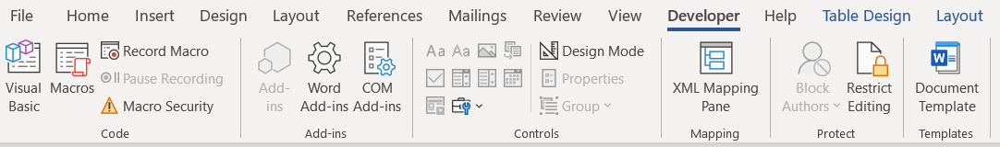 File Home Insert Design Layout References Mailings Review View Developer Help Table Design Layout
Visual Basic
Macros
Record Macro
Pause Recording
Macro Security
Code
Add-ins
Word Add-ins
COM Add-ins
Add-ins
Aa Aa
Design Mode
Properties
Group
Controls
XML Mapping Pane
Mapping
Block Authors
Restrict Editing
Protect
W
Document Template
Templates